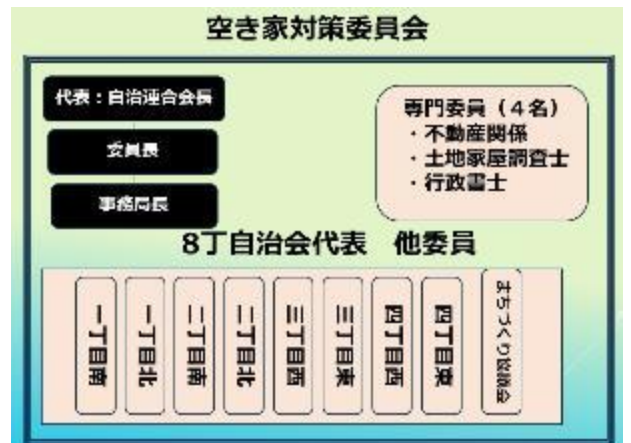 空き家対策委員会
代表：自治連合会長
委員長
事務局長
専門委員（４名）
・不動産関係
・土地家屋調査士
・行政書士
8丁自治会代表　他委員
一丁目南
一丁目北
二丁目南
二丁目北
三丁目西
三丁目東
四丁目西
四丁目東
まちづくり協議会